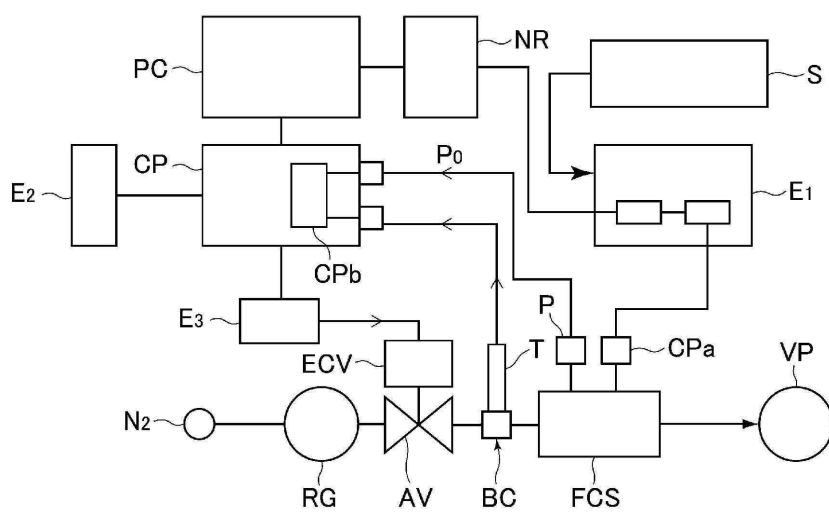 NR
PC
S
CP
P₀
E₂
E₁
CPb
E₃
P
CPa
T
VP
ECV
N₂
RG
AV
BC
FCS